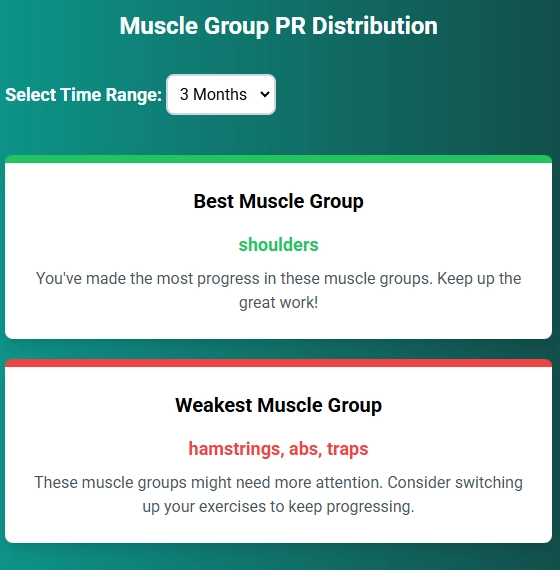 Muscle Group PR Distribution
Select Time Range: 3 Months
Best Muscle Group
shoulders
You've made the most progress in these muscle groups. Keep up the
great work!
Weakest Muscle Group
hamstrings, abs, traps
These muscle groups might need more attention. Consider switching
up your exercises to keep progressing.